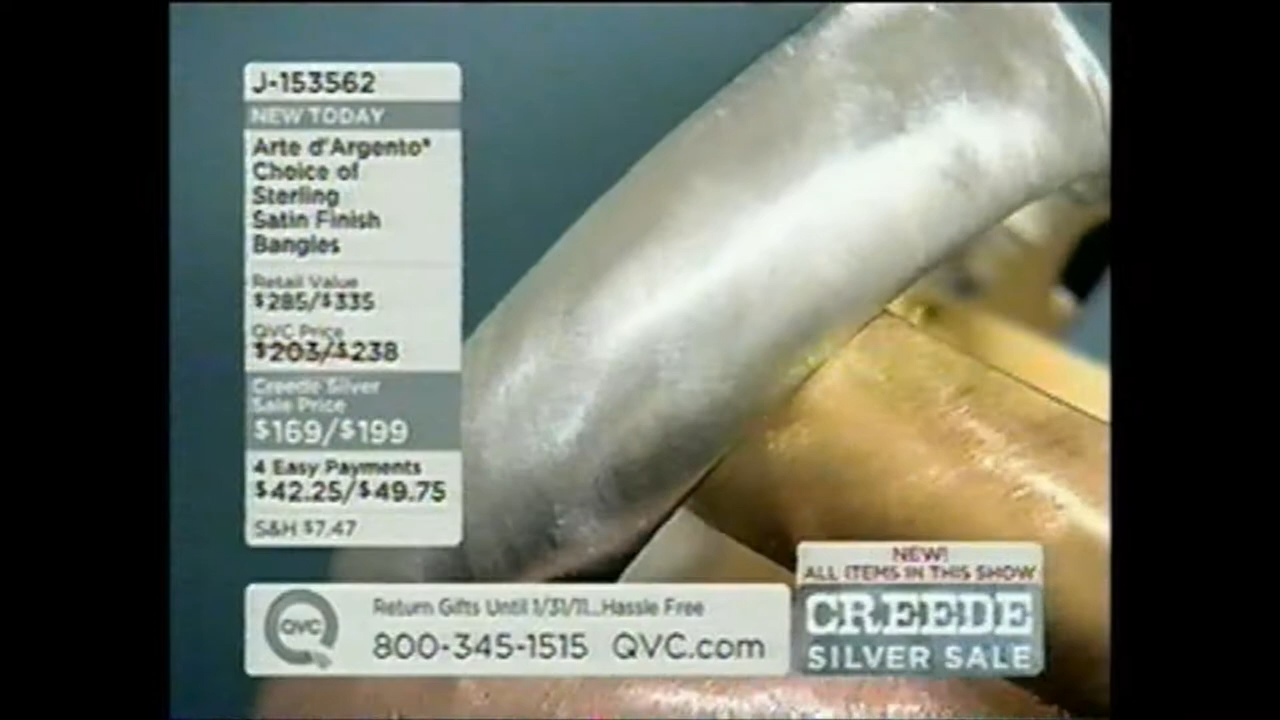 J-153562
NEW TODAY
Arte d'Argento®
Choice of
Sterling
Satin Finish
Bangles
Retail Value
$285/$335
QVC Price
$203/$238
Creede Silver
Sale Price
$169/$199
4 Easy Payments
$42.25/$49.75
S&H $7.47
QVC
Return Gifts Until 1/31/11...Hassle Free
800-345-1515 QVC.com
NEW!
ALL ITEMS IN THIS SHOW
CREEDE
SILVER SALE